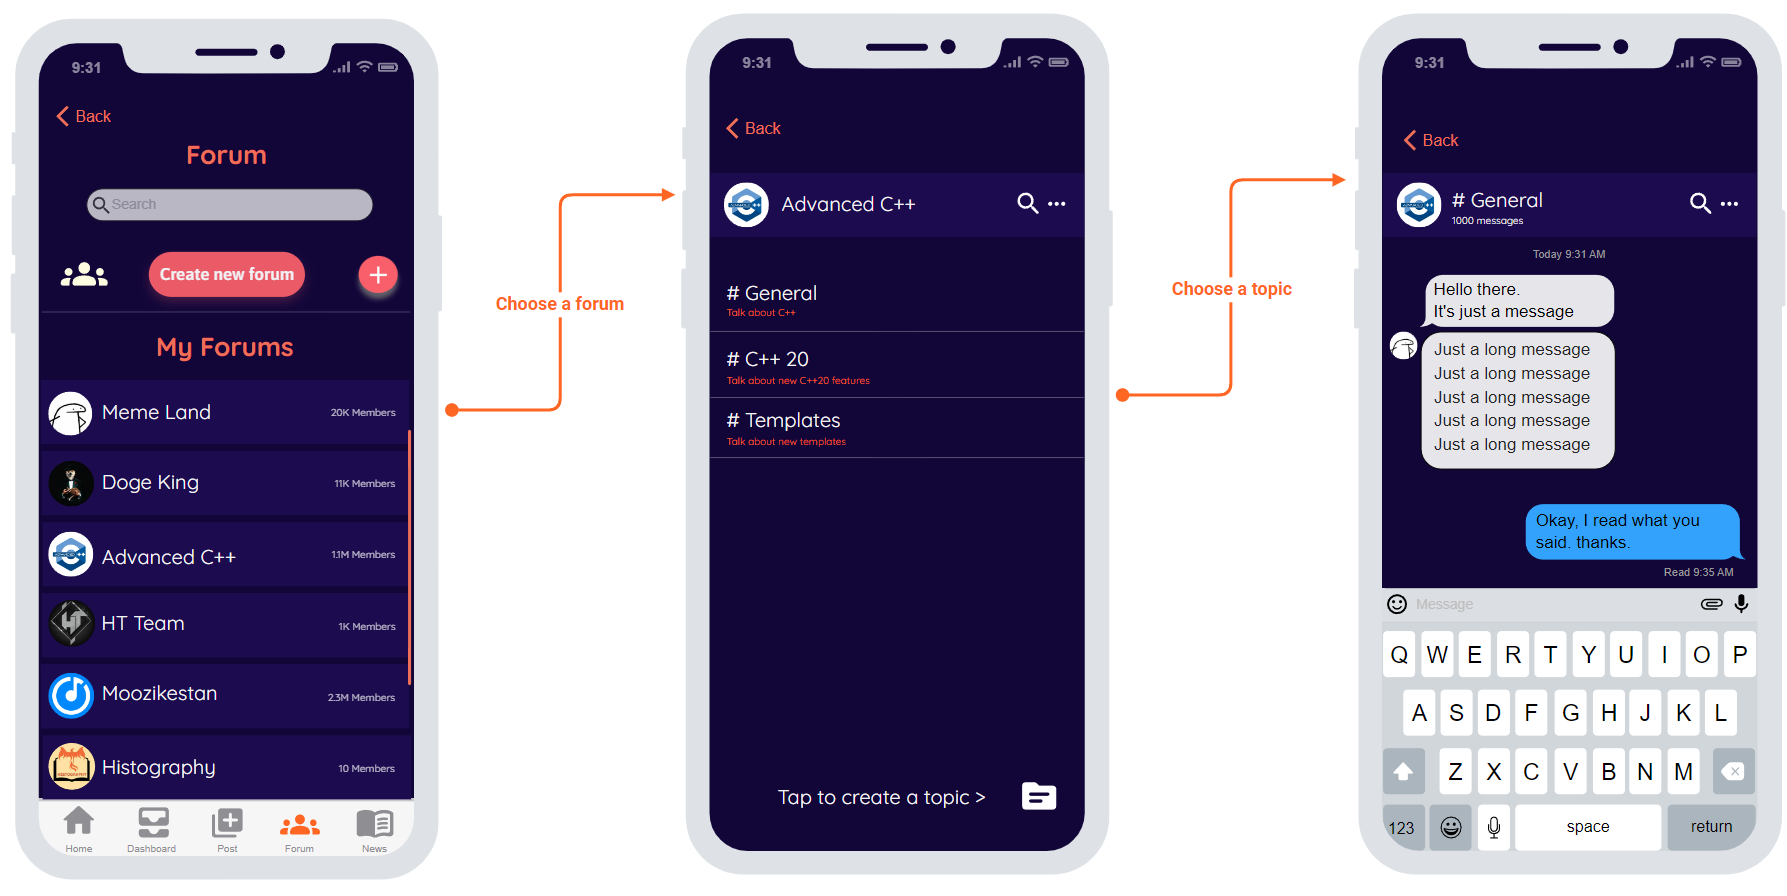 9:31
Back
Forum
Search
Create new forum
My Forums
Meme Land
20K Members
Doge King
11K Members
Advanced C++
1.1M Members
HT Team
1K Members
Moozikestan
2.3M Members
Histography
10 Members
Home
Dashboard
Post
Forum
News
Choose a forum
9:31
Back
Advanced C++
# General
Talk about C++
# C++ 20
Talk about new C++20 features
# Templates
Talk about new templates
Tap to create a topic >
Choose a topic
9:31
Back
# General
1000 messages
Today 9:31 AM
Hello there.
It's just a message
Just a long message
Just a long message
Just a long message
Just a long message
Just a long message
Okay, I read what you
said. thanks.
Read 9:35 AM
Message
Q W E R T Y U I O P
A S D F G H J K L
Z X C V B N M
123
space
return